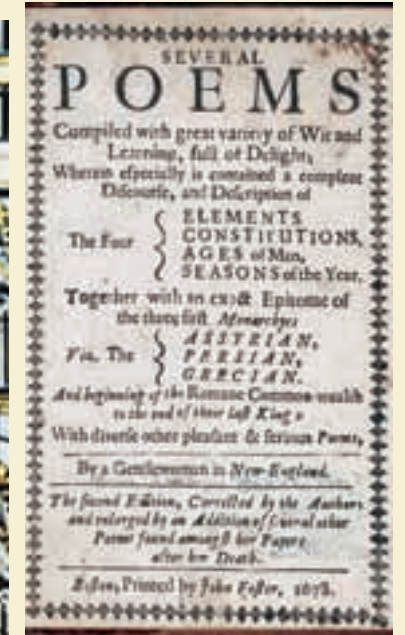 SEVERAL
POEMS
Compiled with great variety of Wit and
Learning, full of Delight,
Wherein eſpecially is contained a compleat
Diſcourſe, and Deſcription of
The Four
ELEMENTS
CONSTITUTIONS,
AGES of Man,
SEASONS of the Year.
Together with an exact Epitome of
the three firſt Monarchyes
Viz. The
ASSYRIAN,
PERSIAN,
GRECIAN.
And beginning of the Romane Common-wealth
to the end of their laſt King:
With diverſe other pleaſant & ſerious Poems,
By a Gentlewoman in New-England.
The ſecond Edition, Corrected by the Author,
and enlarged by an Addition of ſeveral other
Poems found amongſt her Papers
after her Death.
Boſton, Printed by John Foſter, 1678.